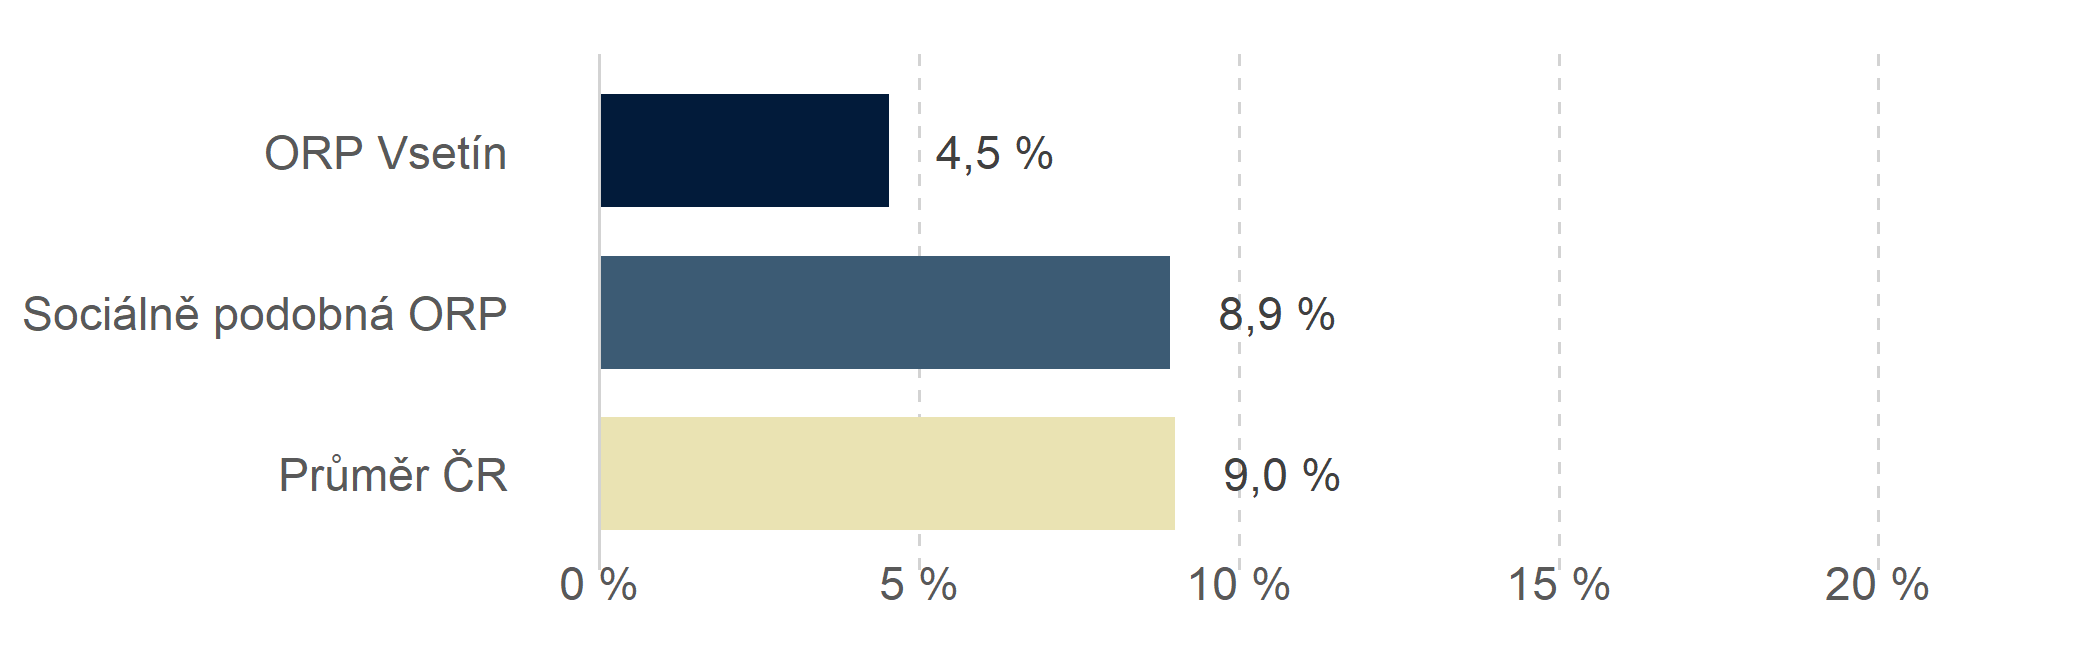 ORP Vsetín
4,5 %
Sociálně podobná ORP
8,9 %
Průměr ČR
9,0 %
0 %
5 %
10 %
15 %
20 %